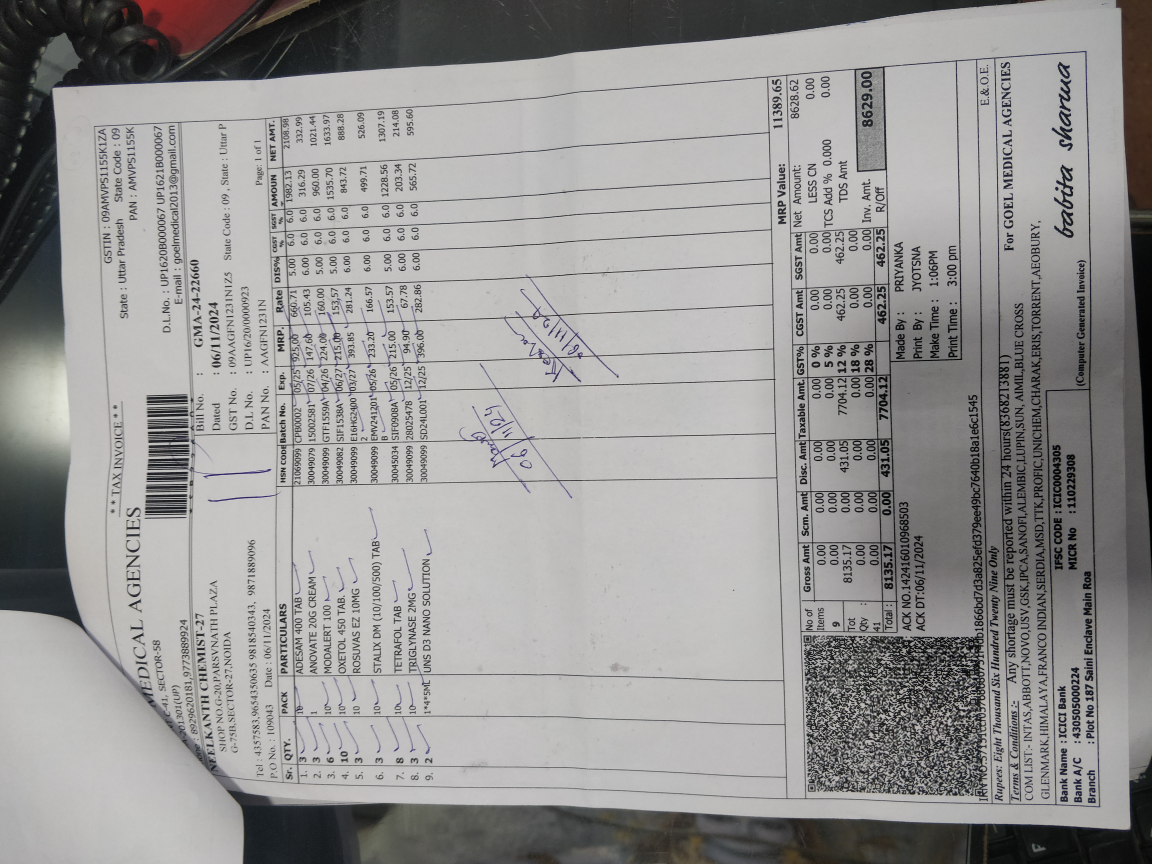 ** TAX INVOICE **
GSTIN : 09AMVPS1155K1ZA
State : Uttar Pradesh State Code : 09
PAN : AMVPS1155K
MEDICAL AGENCIES
C-41, SECTOR-58
201301(UP)
: 8929620181,9773889924
D.L.No. : UP1620B000067 UP1621B000067
E-mail : goelmedical2013@gmail.com
NEELKANTH CHEMIST-27
SHOP NO.G-20,PARSVNATH PLAZA
G-75B,SECTOR-27,NOIDA
Tel : 4357583,9654350635 9818540343, 9871889096
P.O No. : 109043 Date : 06/11/2024
Bill No. : GMA-24-22660
Dated : 06/11/2024
GST No. : 09AAGFN1231N1Z5 State Code : 09 , State : Uttar P
D.L No. : UP16/20/0000923
PAN No. : AAGFN1231N Page: 1 of 1
Sr. QTY. PACK PARTICULARS HSN CODE Batch No. Exp. MRP. Rate DIS% CGST % SGST % AMOUN NET AMT.
1. 3 10 ADESAM 400 TAB 21069099 CPB0002 05/25 925.00 660.71 5.00 6.0 6.0 1982.13 2108.98
2. 3 1 ANOVATE 20G CREAM 30049079 15002581 07/26 147.60 105.43 6.00 6.0 6.0 316.29 332.99
3. 6 10 MODALERT 100 30049099 GTFF1559A 04/26 224.00 160.00 5.00 6.0 6.0 960.00 1021.44
4. 10 10 OXETOL 450 TAB. 30049082 SIF1538A 06/27 215.00 153.57 5.00 6.0 6.0 1535.70 1633.97
5. 3 10 ROSUVAS EZ 10MG 30049099 E16HG2400 03/27 393.85 281.24 6.00 6.0 6.0 843.72 888.28
2
6. 3 10 STALIX DM (10/100/500) TAB 30049099 EMV241201 05/26 233.20 166.57 6.00 6.0 6.0 499.71 526.09
B
7. 8 10 TETRAFOL TAB 30045034 SIF0908A 05/26 215.00 153.57 5.00 6.0 6.0 1228.56 1307.19
8. 3 10 TRIGLYNASE 2MG 30049099 28025478 12/25 94.90 67.78 6.00 6.0 6.0 203.34 214.08
9. 2 1*4*5ML UNS D3 NANO SOLUTION 30049099 SD24L001 12/25 396.00 282.86 6.00 6.0 6.0 565.72 595.60
06/11/24
06/11/24
MRP Value: 11389.65
No of Items 9 Tot Qty : 41
Gross Amt Scm. Amt Disc. Amt Taxable Amt. GST% CGST Amt SGST Amt
0.00 0.00 0.00 0.00 0 % 0.00 0.00
0.00 0.00 0.00 0.00 5 % 0.00 0.00
8135.17 0.00 431.05 7704.12 12 % 462.25 462.25
0.00 0.00 0.00 0.00 18 % 0.00 0.00
0.00 0.00 0.00 0.00 28 % 0.00 0.00
Total : 8135.17 0.00 431.05 7704.12 462.25 462.25
Net Amount: 8628.62
LESS CN 0.00
TCS Add % 0.000 0.00
TDS Amt
Inv. Amt. 8629.00
R/Off
ACK NO.142416010968503
ACK DT:06/11/2024
Made By : PRIYANKA
Print By : JYOTSNA
Make Time : 1:06PM
Print Time : 3:00 pm
Rupees: Eight Thousand Six Hundred Twenty Nine Only
E.& O.E.
Terms & Conditions :- Any shortage must be reported within 24 hours(8368213881)
COM LIST:- INTAS,ABBOTT,NOVO,USV,GSK,IPCA,SANOFI,ALEMBIC,LUPIN,SUN,AIMIL,BLUE CROSS
GLENMARK,HIMALAYA,FRANCO INDIAN,SERDIA,MSD,TTK,PROFIC,UNICHEM,CHARAK,ERIS,TORRENT,AEOBURY,
For GOEL MEDICAL AGENCIES
babita sharma
Bank Name : ICICI Bank IFSC CODE : ICIC0004305
Bank A/C : 430505000224 MICR No : 110229308
Branch : Plot No 187 Saini Enclave Main Roa
(Computer Generated Invoice)